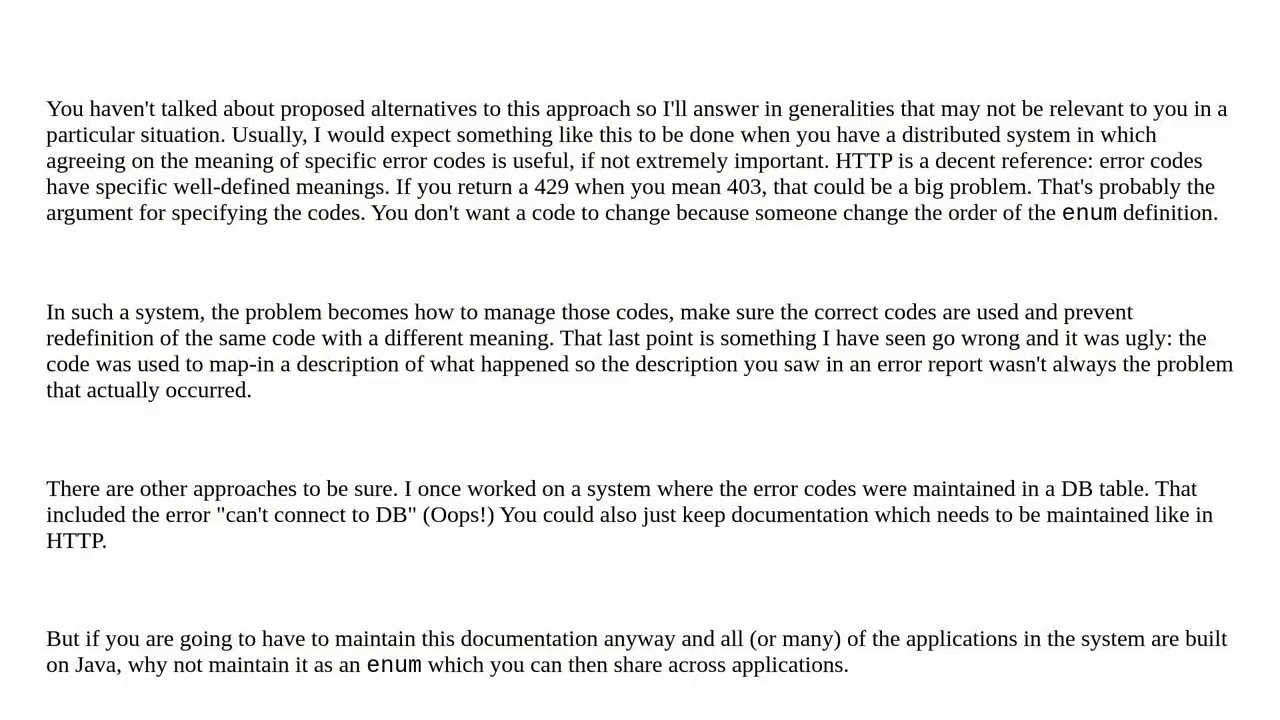 You haven't talked about proposed alternatives to this approach so I'll answer in generalities that may not be relevant to you in a
particular situation. Usually, I would expect something like this to be done when you have a distributed system in which
agreeing on the meaning of specific error codes is useful, if not extremely important. HTTP is a decent reference: error codes
have specific well-defined meanings. If you return a 429 when you mean 403, that could be a big problem. That's probably the
argument for specifying the codes. You don't want a code to change because someone change the order of the enum definition.
In such a system, the problem becomes how to manage those codes, make sure the correct codes are used and prevent
redefinition of the same code with a different meaning. That last point is something I have seen go wrong and it was ugly: the
code was used to map-in a description of what happened so the description you saw in an error report wasn't always the problem
that actually occurred.
There are other approaches to be sure. I once worked on a system where the error codes were maintained in a DB table. That
included the error "can't connect to DB" (Oops!) You could also just keep documentation which needs to be maintained like in
HTTP.
But if you are going to have to maintain this documentation anyway and all (or many) of the applications in the system are built
on Java, why not maintain it as an enum which you can then share across applications.